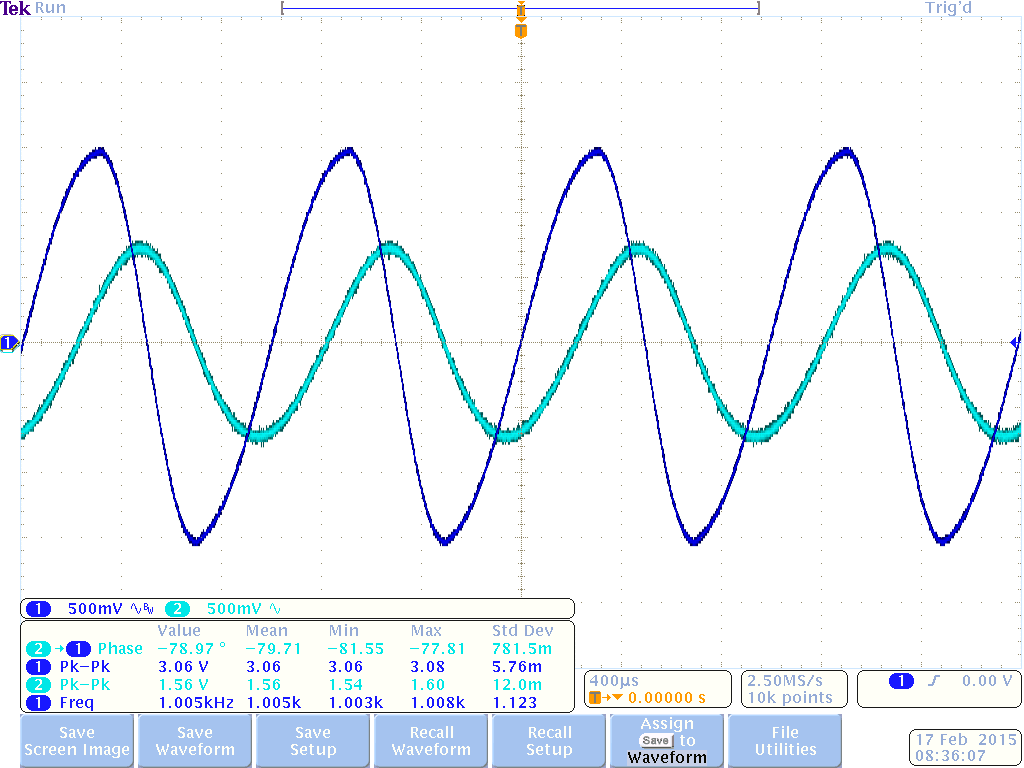 Tek Run Trig'd
T
T
1
1 500mV ∿BW 2 500mV ∿
Value Mean Min Max Std Dev
2 → 1 Phase −78.97 ° −79.71 −81.55 −77.81 781.5m
1 Pk−Pk 3.06 V 3.06 3.06 3.08 5.76m
2 Pk−Pk 1.56 V 1.56 1.54 1.60 12.0m
1 Freq 1.005kHz 1.005k 1.003k 1.008k 1.123
400µs
T→▼ 0.00000 s
2.50MS/s
10k points
1 0.00 V
Save
Screen Image
Save
Waveform
Save
Setup
Recall
Waveform
Recall
Setup
Assign
Save to
Waveform
File
Utilities
17 Feb 2015
08:36:07